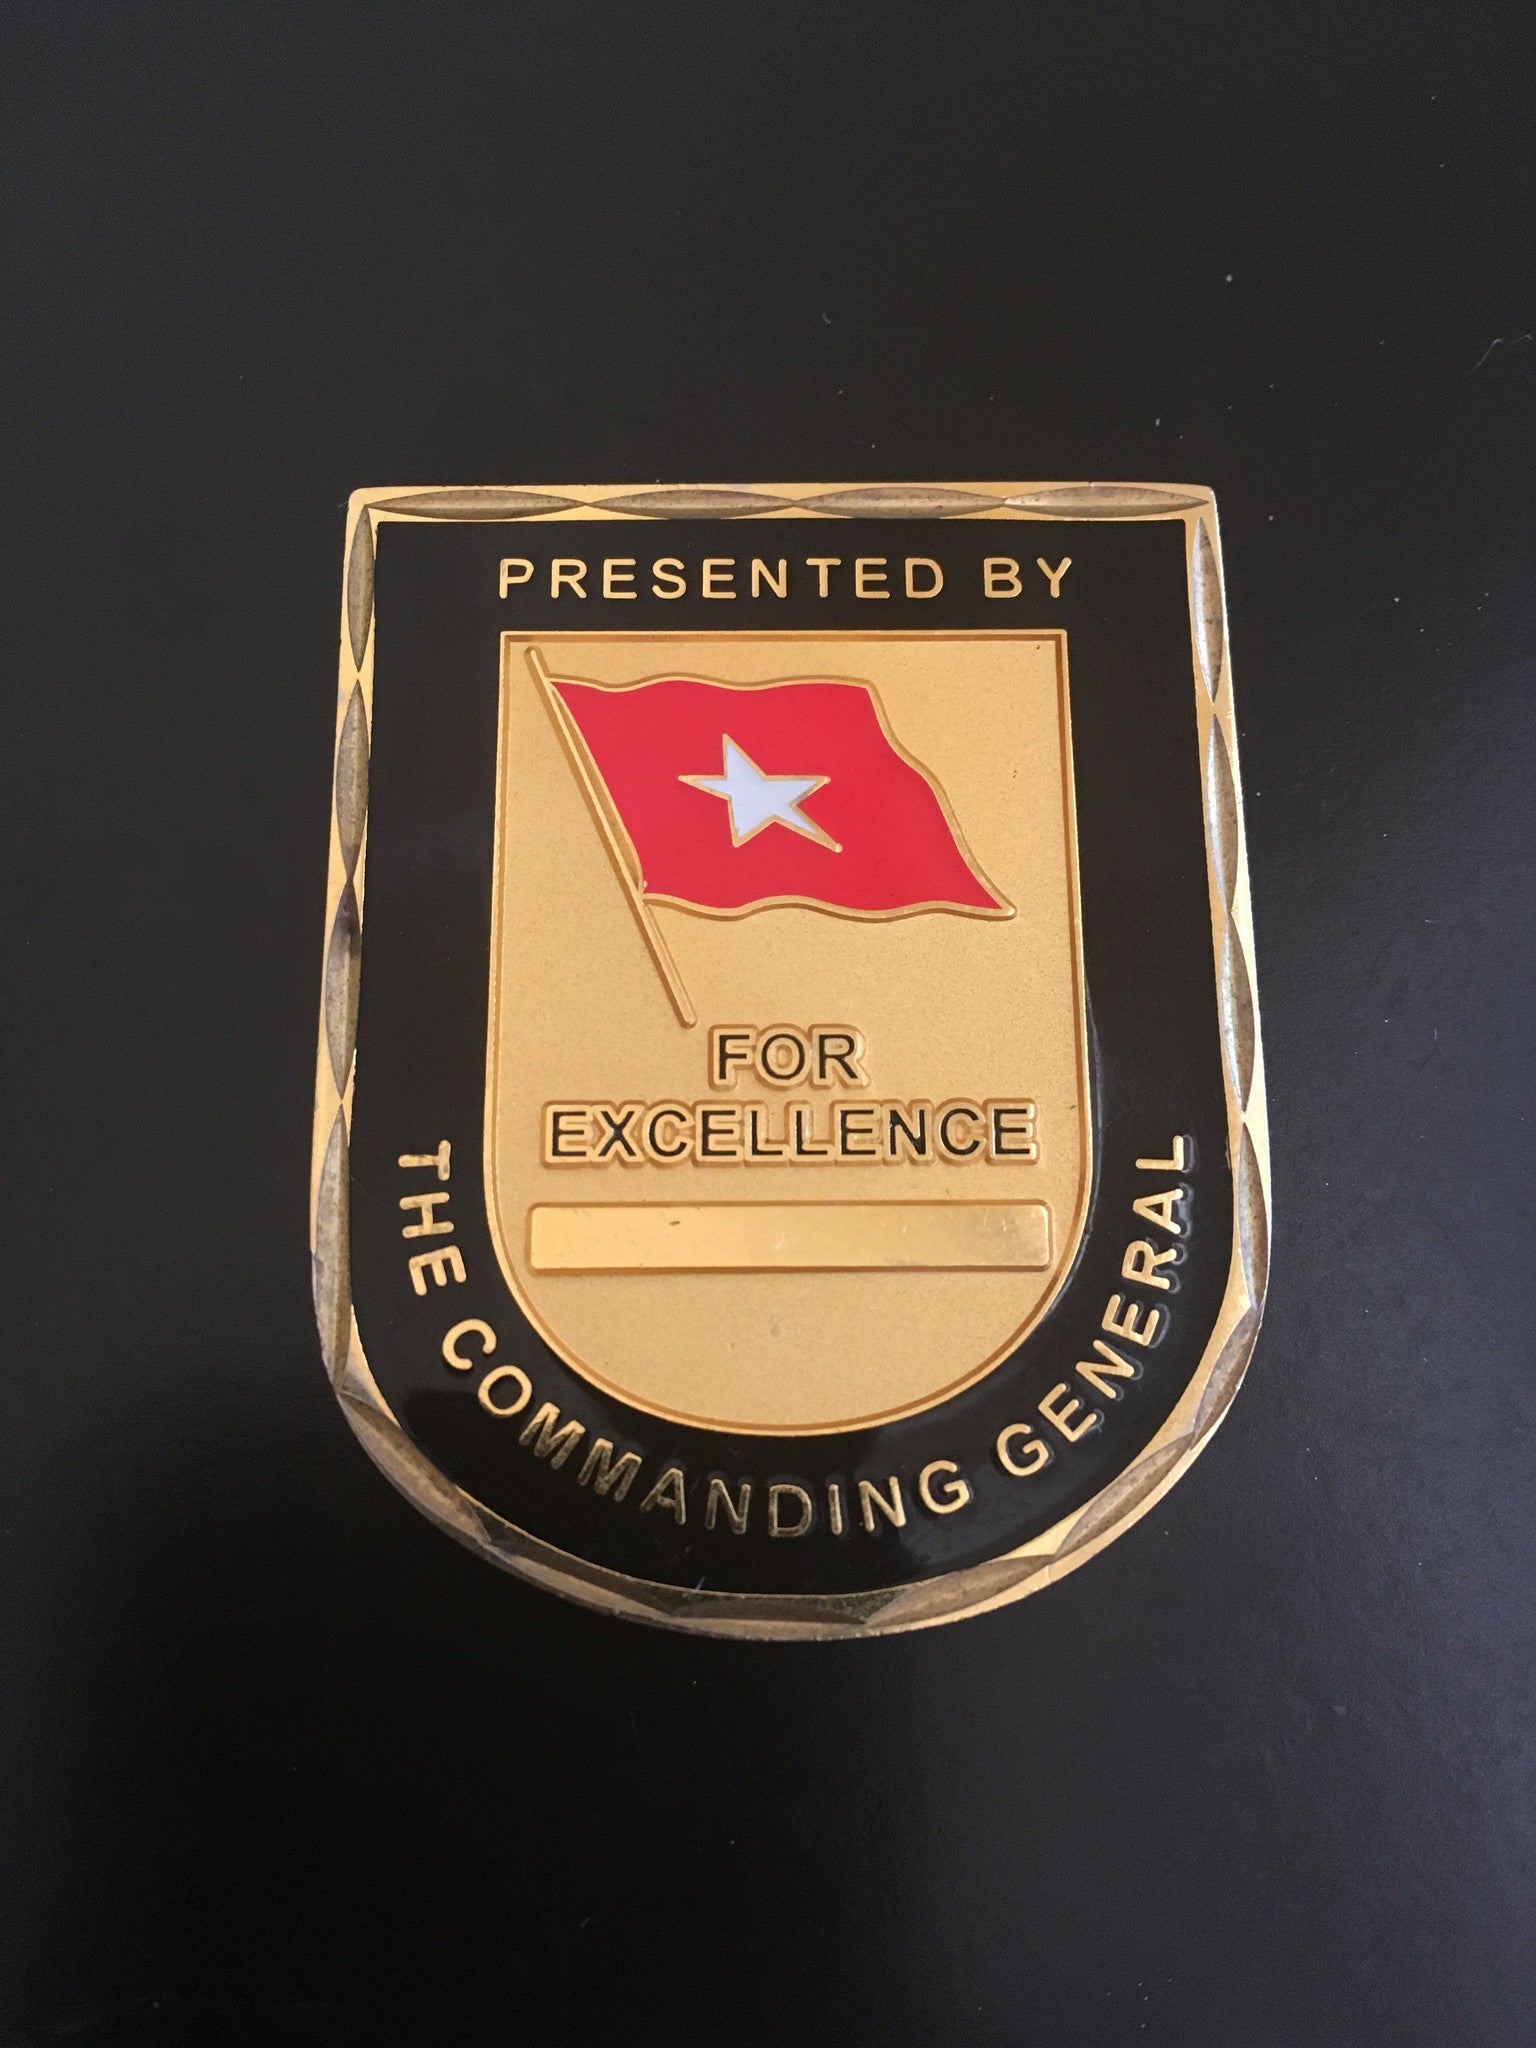 PRESENTED BY
FOR
EXCELLENCE
THE COMMANDING GENERAL